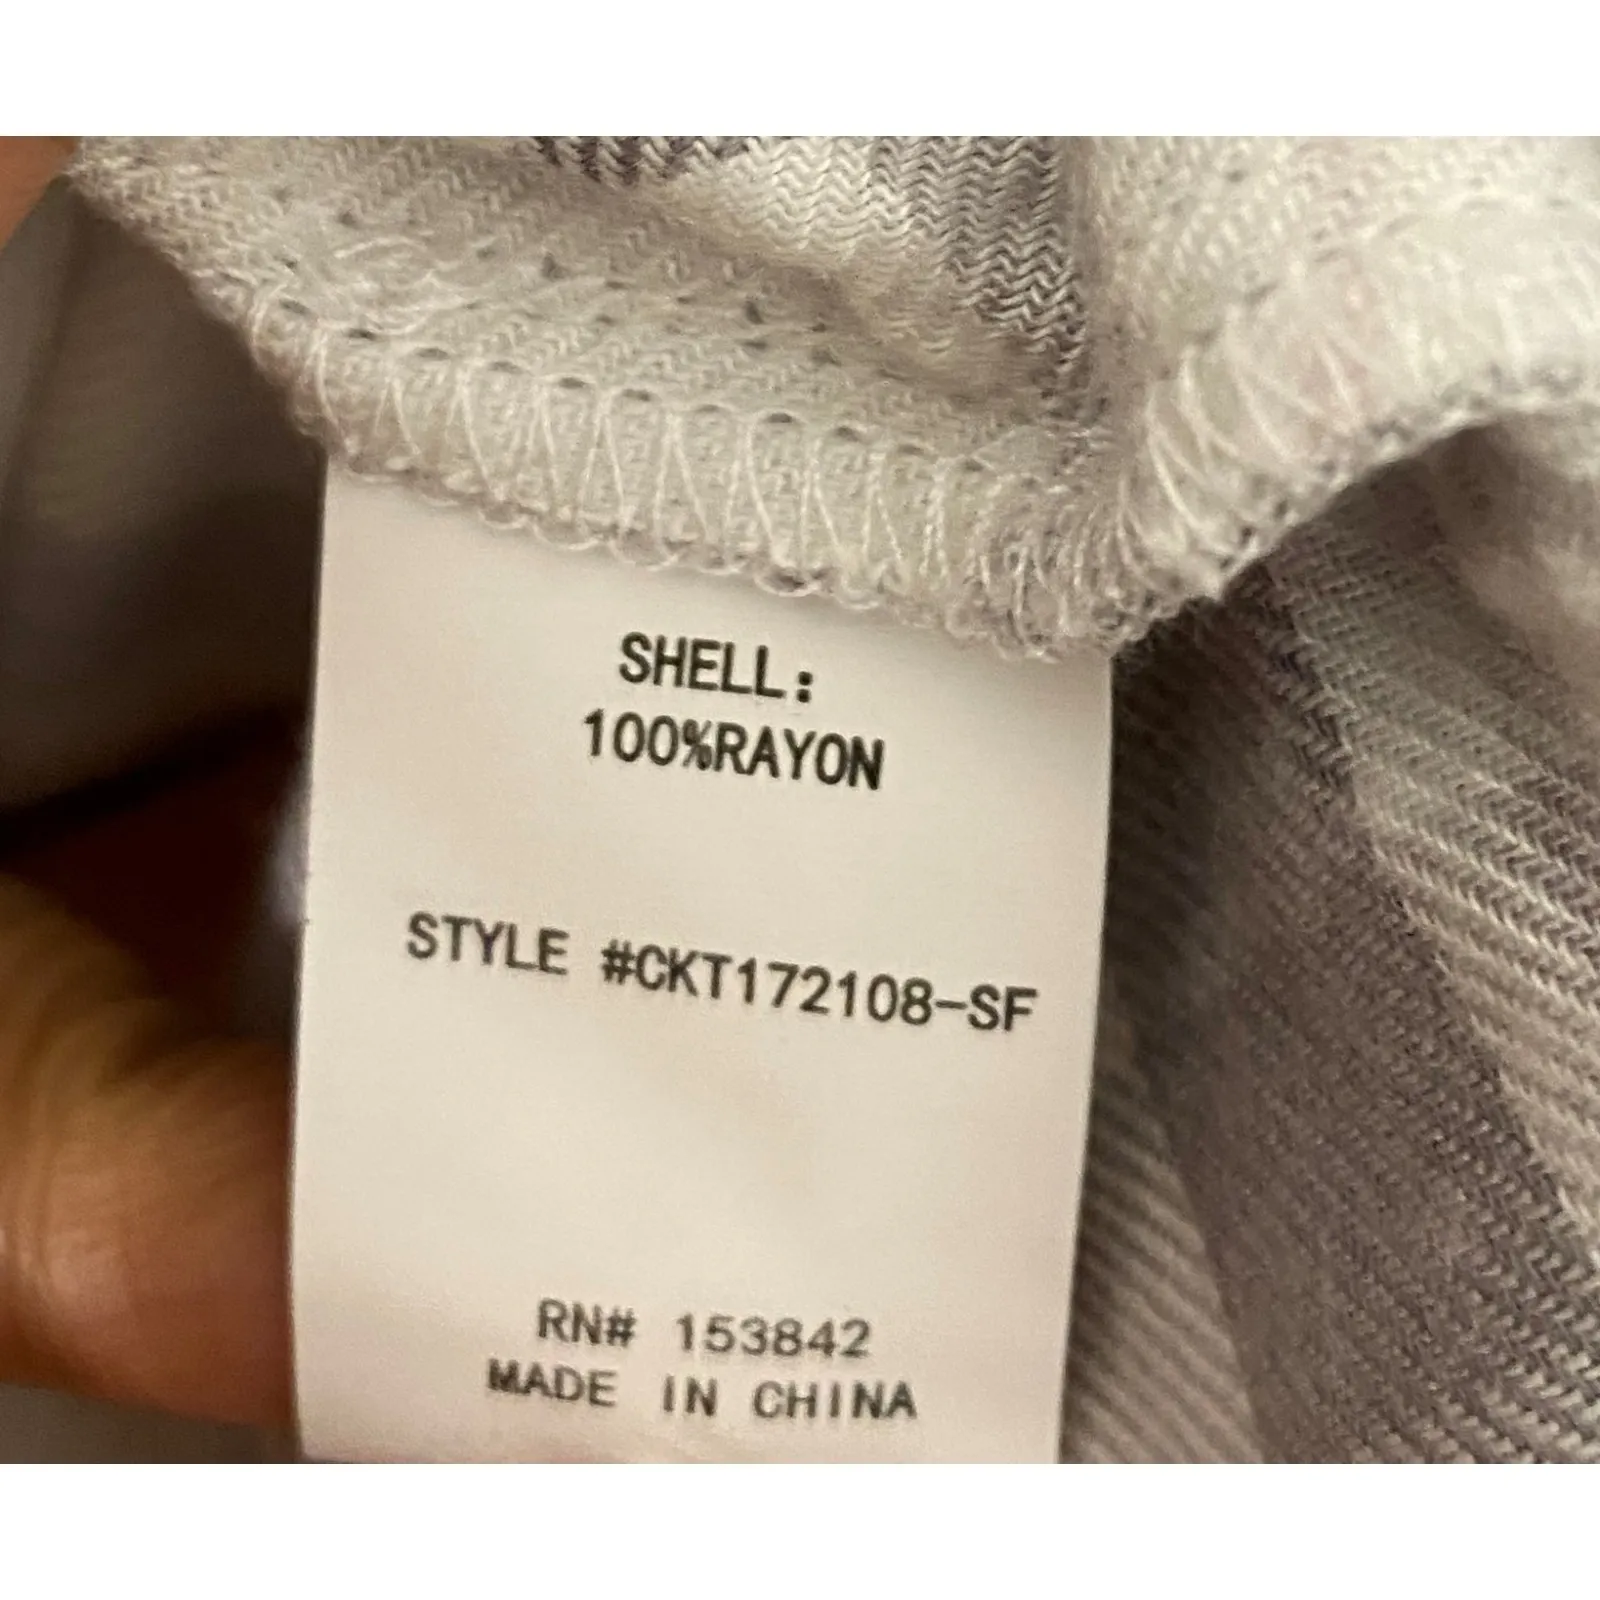 SHELL:
100%RAYON
STYLE #CKT172108-SF
RN# 153842
MADE IN CHINA